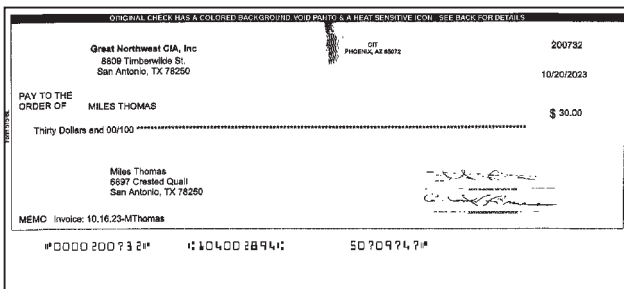 ORIGINAL CHECK HAS A COLORED BACKGROUND, VOID PANTO & A HEAT SENSITIVE ICON - SEE BACK FOR DETAILS
Great Northwest CIA, Inc
8809 Timberwilde St.
San Antonio, TX 78250
CIT
PHOENIX, AZ 85072
200732
10/20/2023
PAY TO THE
ORDER OF MILES THOMAS
$ 30.00
Thirty Dollars and 00/100
Miles Thomas
6897 Crested Quail
San Antonio, TX 78250
MEMO Invoice: 10.16.23-MThomas
⑈0000200732⑈ ⑆104002894⑆ 50709747⑈